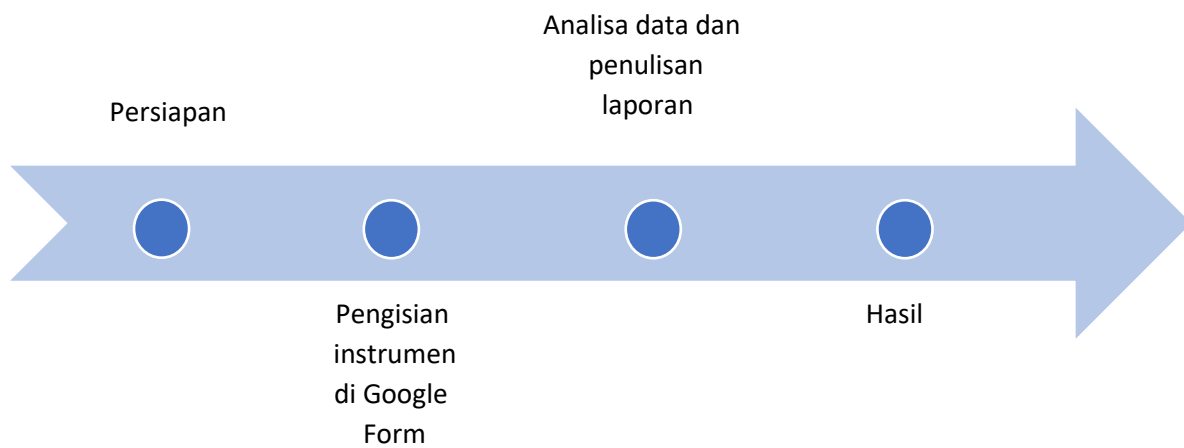 Persiapan
Pengisian
instrumen
di Google
Form
Analisa data dan
penulisan
laporan
Hasil